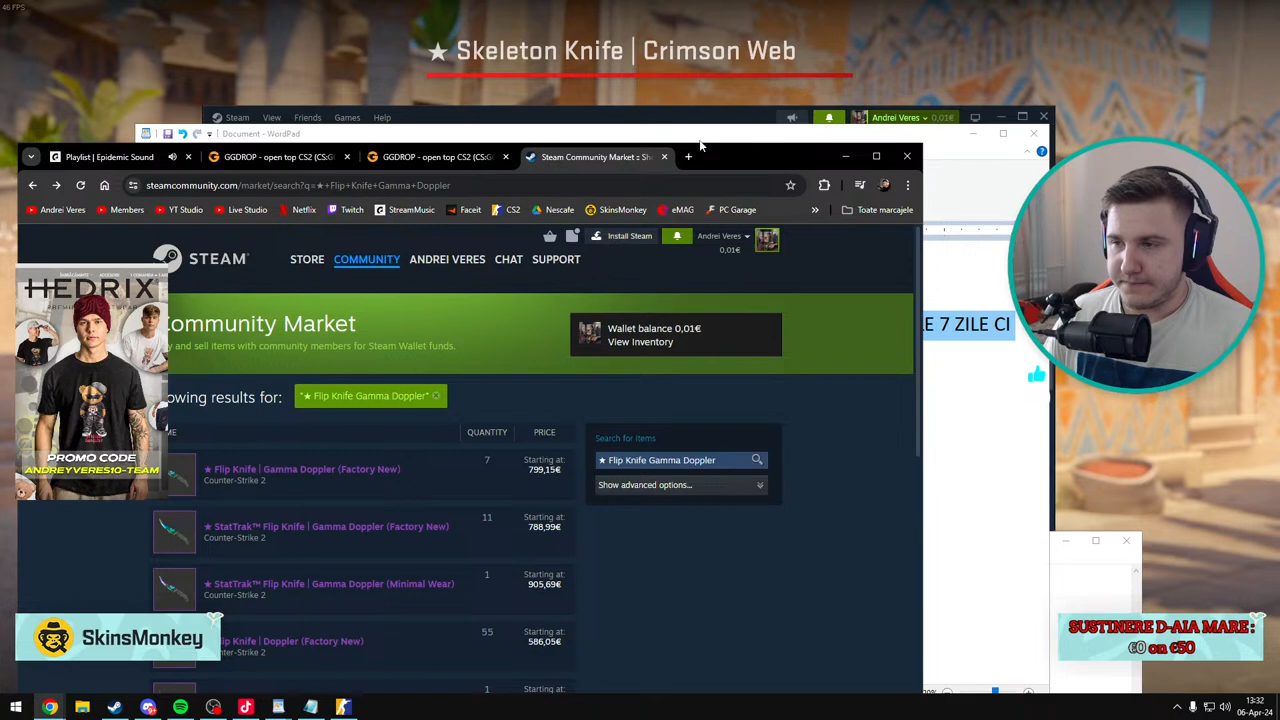 46 FPS
★ Skeleton Knife | Crimson Web
Steam View Friends Games Help
Andrei Veres 0,01€
Document - WordPad
Playlist | Epidemic Sound
GGDROP - open top CS2 (CS:G
GGDROP - open top CS2 (CS:G
Steam Community Market :: Sh
steamcommunity.com/market/search?q=★+Flip+Knife+Gamma+Doppler
Andrei Veres Members YT Studio Live Studio Netflix Twitch StreamMusic Faceit CS2 Nescafe SkinsMonkey eMAG PC Garage » Toate marcajele
Install Steam
Andrei Veres
0,01€
STEAM
STORE COMMUNITY ANDREI VERES CHAT SUPPORT
HEDRIX
Community Market
y and sell items with community members for Steam Wallet funds.
Wallet balance 0,01€
View Inventory
LE 7 ZILE CI
owing results for:
"★ Flip Knife Gamma Doppler"
ME QUANTITY PRICE
Search for Items
★ Flip Knife Gamma Doppler
Show advanced options...
★ Flip Knife | Gamma Doppler (Factory New)
Counter-Strike 2
7
Starting at:
799,15€
★ StatTrak™ Flip Knife | Gamma Doppler (Factory New)
Counter-Strike 2
11
Starting at:
788,99€
★ StatTrak™ Flip Knife | Gamma Doppler (Minimal Wear)
Counter-Strike 2
1
Starting at:
905,69€
Flip Knife | Doppler (Factory New)
Counter-Strike 2
55
Starting at:
586,05€
1
Starting at:
PROMO CODE
ANDREYVERES10-TEAM
SkinsMonkey
SUSTINERE D-AIA MARE :
€0 on €50
20%
13:32
06-Apr-24